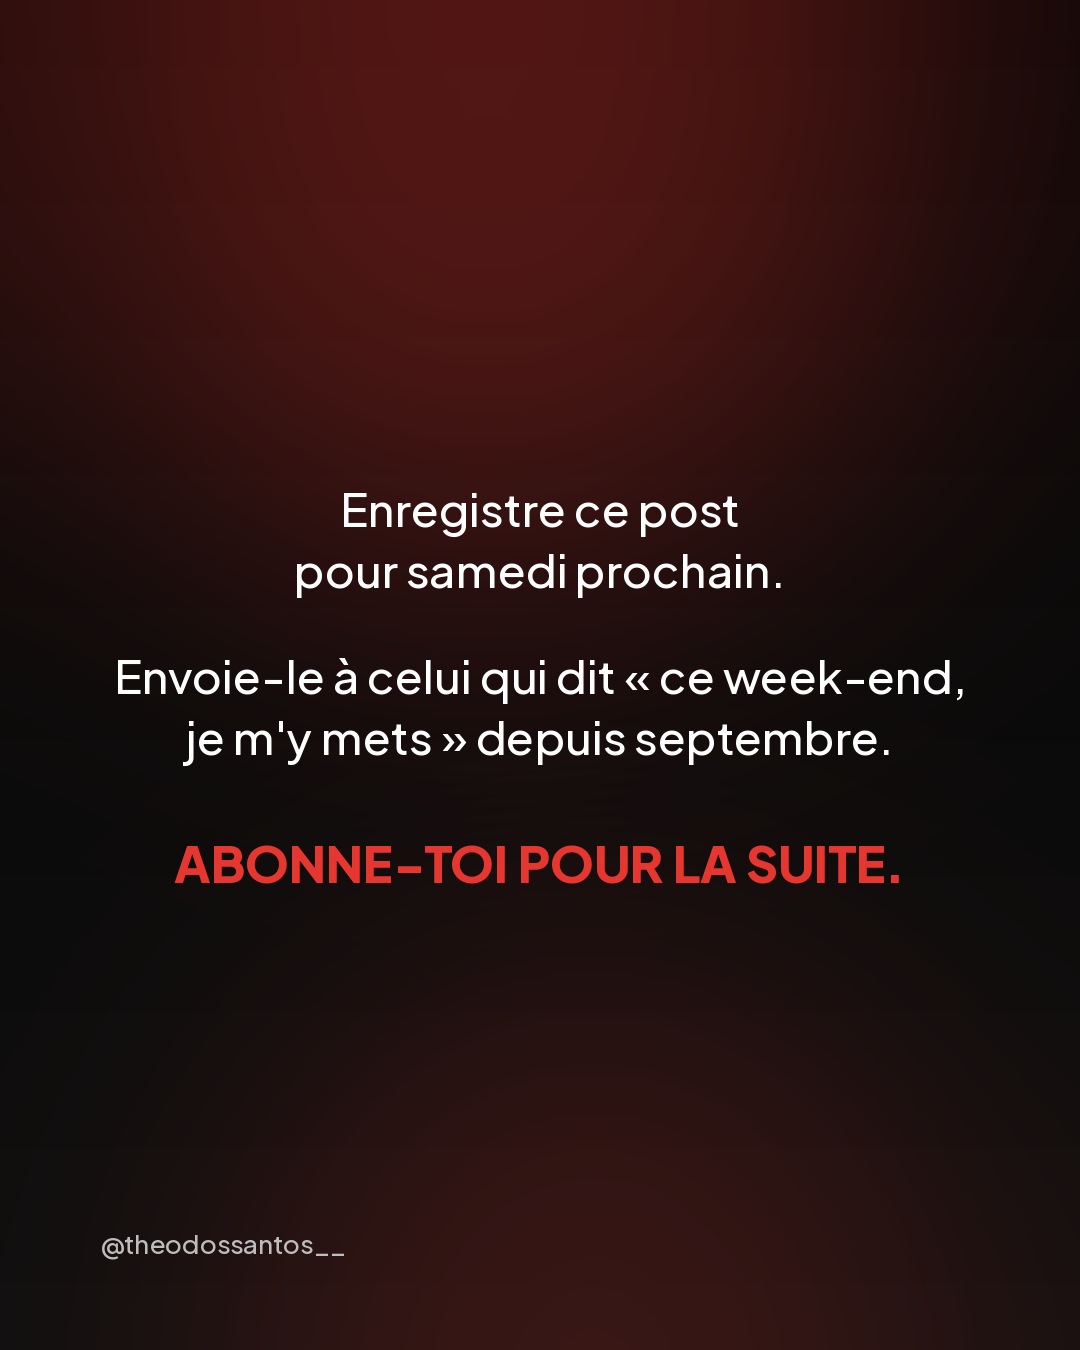 Enregistre ce post
pour samedi prochain.
Envoie-le à celui qui dit « ce week-end,
je m'y mets » depuis septembre.
ABONNE-TOI POUR LA SUITE.
@theodossantos__